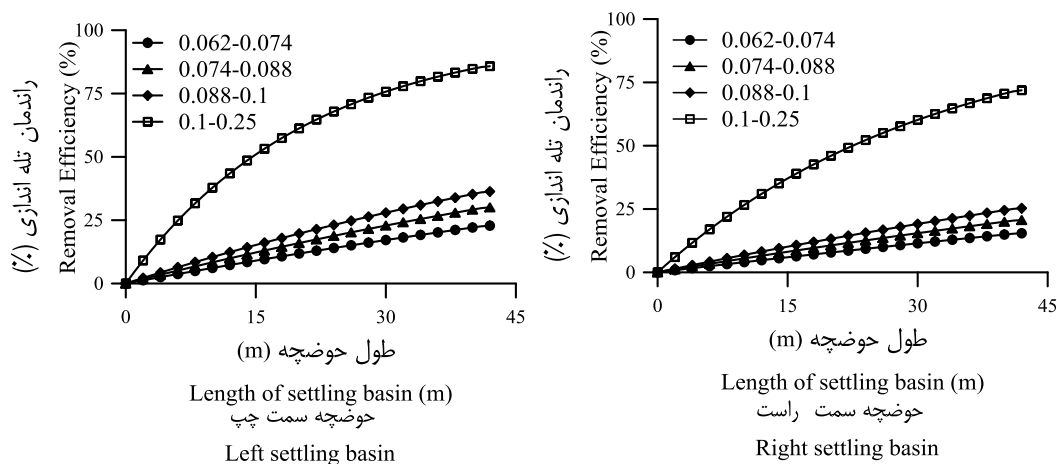 راندمان تله اندازی (٪)
Removal Efficiency (%)
100
75
50
25
0
0.062-0.074
0.074-0.088
0.088-0.1
0.1-0.25
0 15 30 45
طول حوضچه (m)
Length of settling basin (m)
حوضچه سمت چپ
Left settling basin
راندمان تله اندازی (٪)
Removal Efficiency (%)
100
75
50
25
0
0.062-0.074
0.074-0.088
0.088-0.1
0.1-0.25
0 15 30 45
طول حوضچه (m)
Length of settling basin (m)
حوضچه سمت راست
Right settling basin